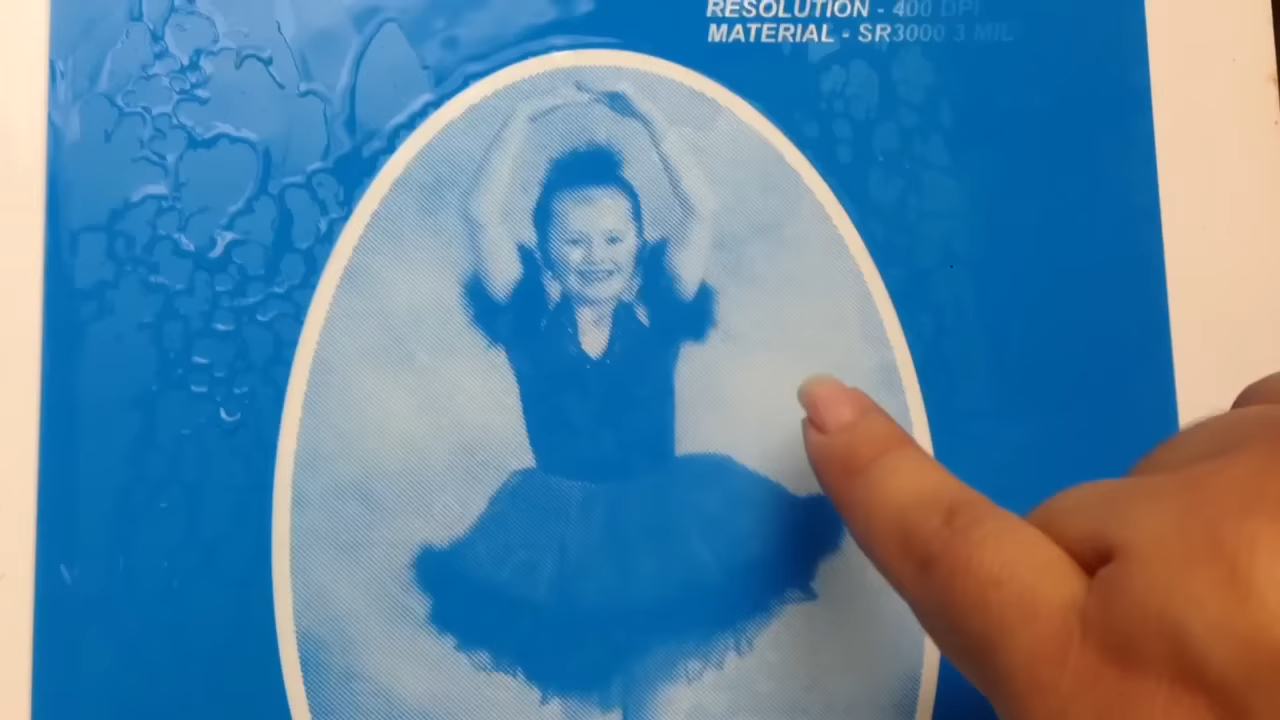 RESOLUTION - 400 DPI
MATERIAL - SR3000 3 MIL